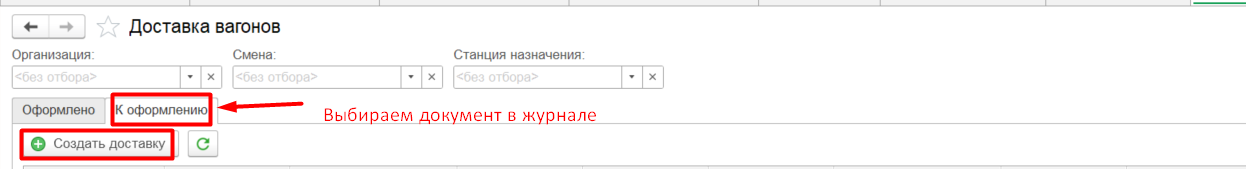 Доставка вагонов
Организация: Смена: Станция назначения:
<без отбора> <без отбора> <без отбора>
Оформлено К оформлению
Выбираем документ в журнале
Создать доставку